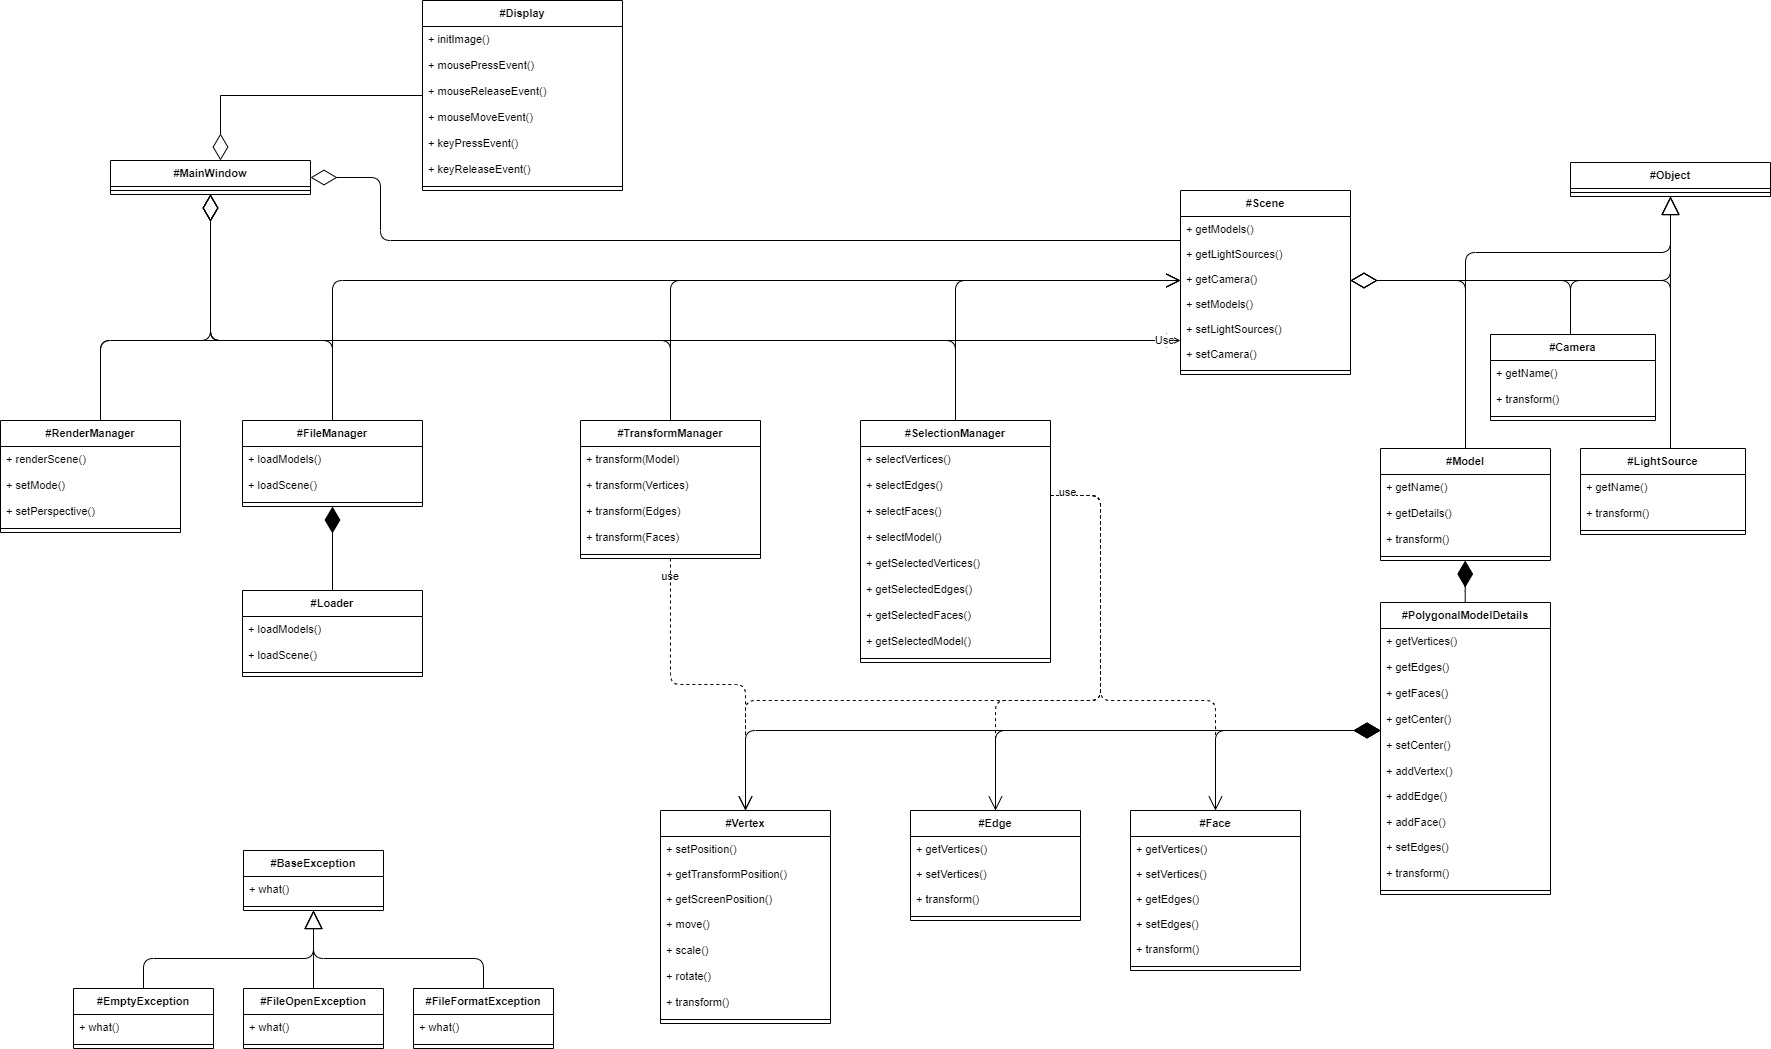 #Display
+ initImage()
+ mousePressEvent()
+ mouseReleaseEvent()
+ mouseMoveEvent()
+ keyPressEvent()
+ keyReleaseEvent()
#MainWindow
#Object
#Scene
+ getModels()
+ getLightSources()
+ getCamera()
+ setModels()
+ setLightSources()
+ setCamera()
Use
#Camera
+ getName()
+ transform()
#RenderManager
+ renderScene()
+ setMode()
+ setPerspective()
#FileManager
+ loadModels()
+ loadScene()
#TransformManager
+ transform(Model)
+ transform(Vertices)
+ transform(Edges)
+ transform(Faces)
use
#SelectionManager
+ selectVertices()
+ selectEdges()
+ selectFaces()
+ selectModel()
+ getSelectedVertices()
+ getSelectedEdges()
+ getSelectedFaces()
+ getSelectedModel()
use
#Model
+ getName()
+ getDetails()
+ transform()
#LightSource
+ getName()
+ transform()
#Loader
+ loadModels()
+ loadScene()
#PolygonalModelDetails
+ getVertices()
+ getEdges()
+ getFaces()
+ getCenter()
+ setCenter()
+ addVertex()
+ addEdge()
+ addFace()
+ setEdges()
+ transform()
#Vertex
+ setPosition()
+ getTransformPosition()
+ getScreenPosition()
+ move()
+ scale()
+ rotate()
+ transform()
#Edge
+ getVertices()
+ setVertices()
+ transform()
#Face
+ getVertices()
+ setVertices()
+ getEdges()
+ setEdges()
+ transform()
#BaseException
+ what()
#EmptyException
+ what()
#FileOpenException
+ what()
#FileFormatException
+ what()